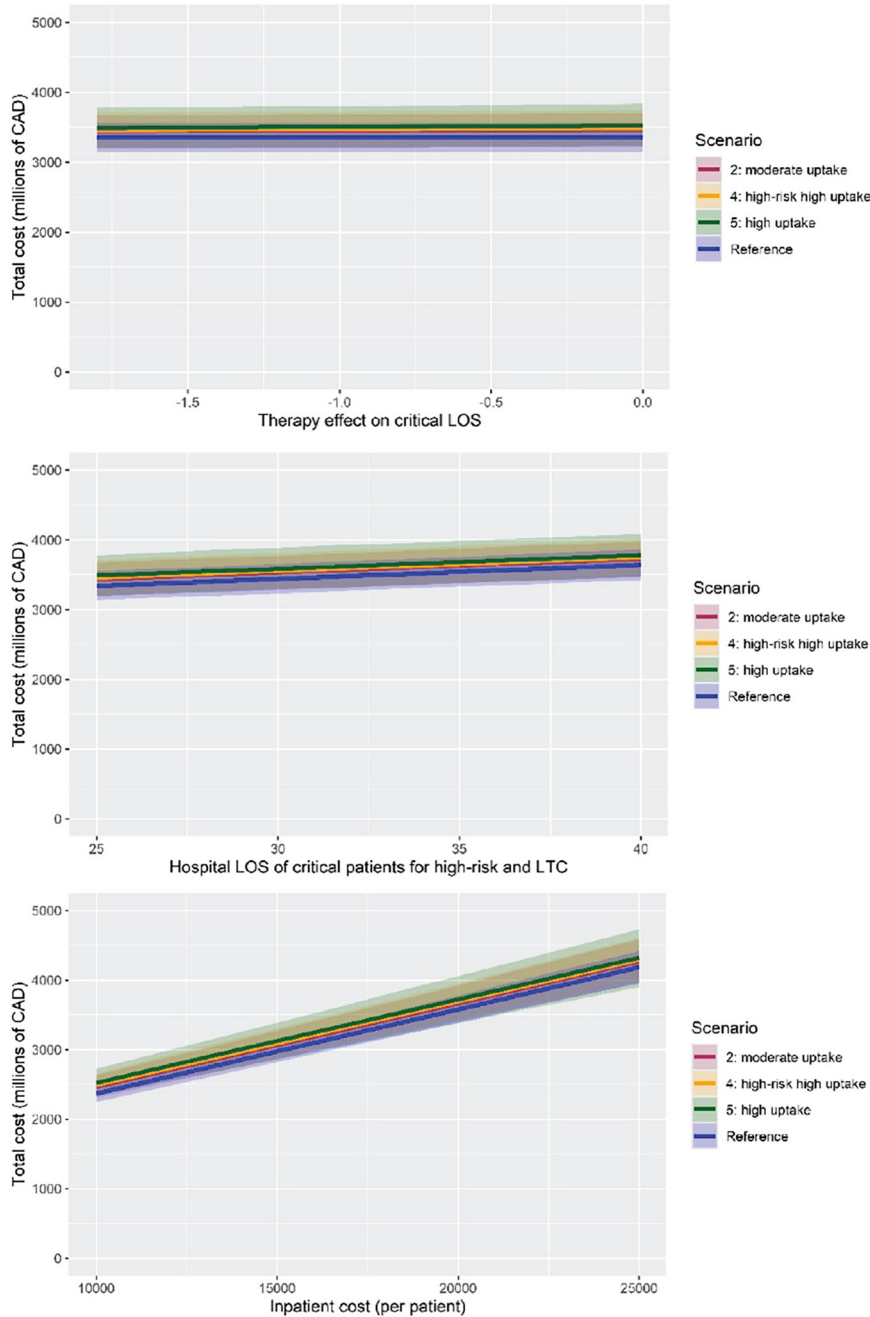 5000
4000
3000
2000
1000
0
Total cost (millions of CAD)
-1.5
-1.0
-0.5
0.0
Therapy effect on critical LOS
Scenario
2: moderate uptake
4: high-risk high uptake
5: high uptake
Reference
5000
4000
3000
2000
1000
0
Total cost (millions of CAD)
25
30
35
40
Hospital LOS of critical patients for high-risk and LTC
Scenario
2: moderate uptake
4: high-risk high uptake
5: high uptake
Reference
5000
4000
3000
2000
1000
0
Total cost (millions of CAD)
10000
15000
20000
25000
Inpatient cost (per patient)
Scenario
2: moderate uptake
4: high-risk high uptake
5: high uptake
Reference